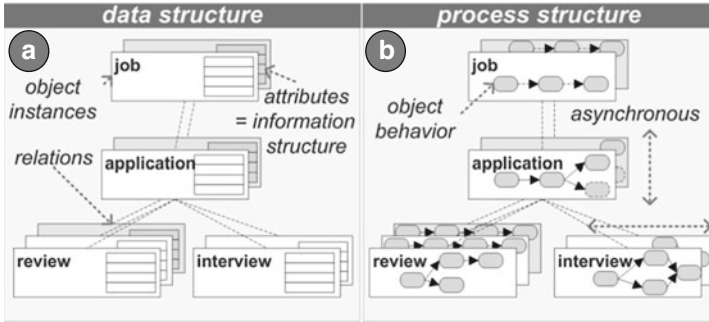 data structure
a
job
object
instances
attributes
= information
structure
relations
application
review
interview
process structure
b
job
object
behavior
asynchronous
application
review
interview